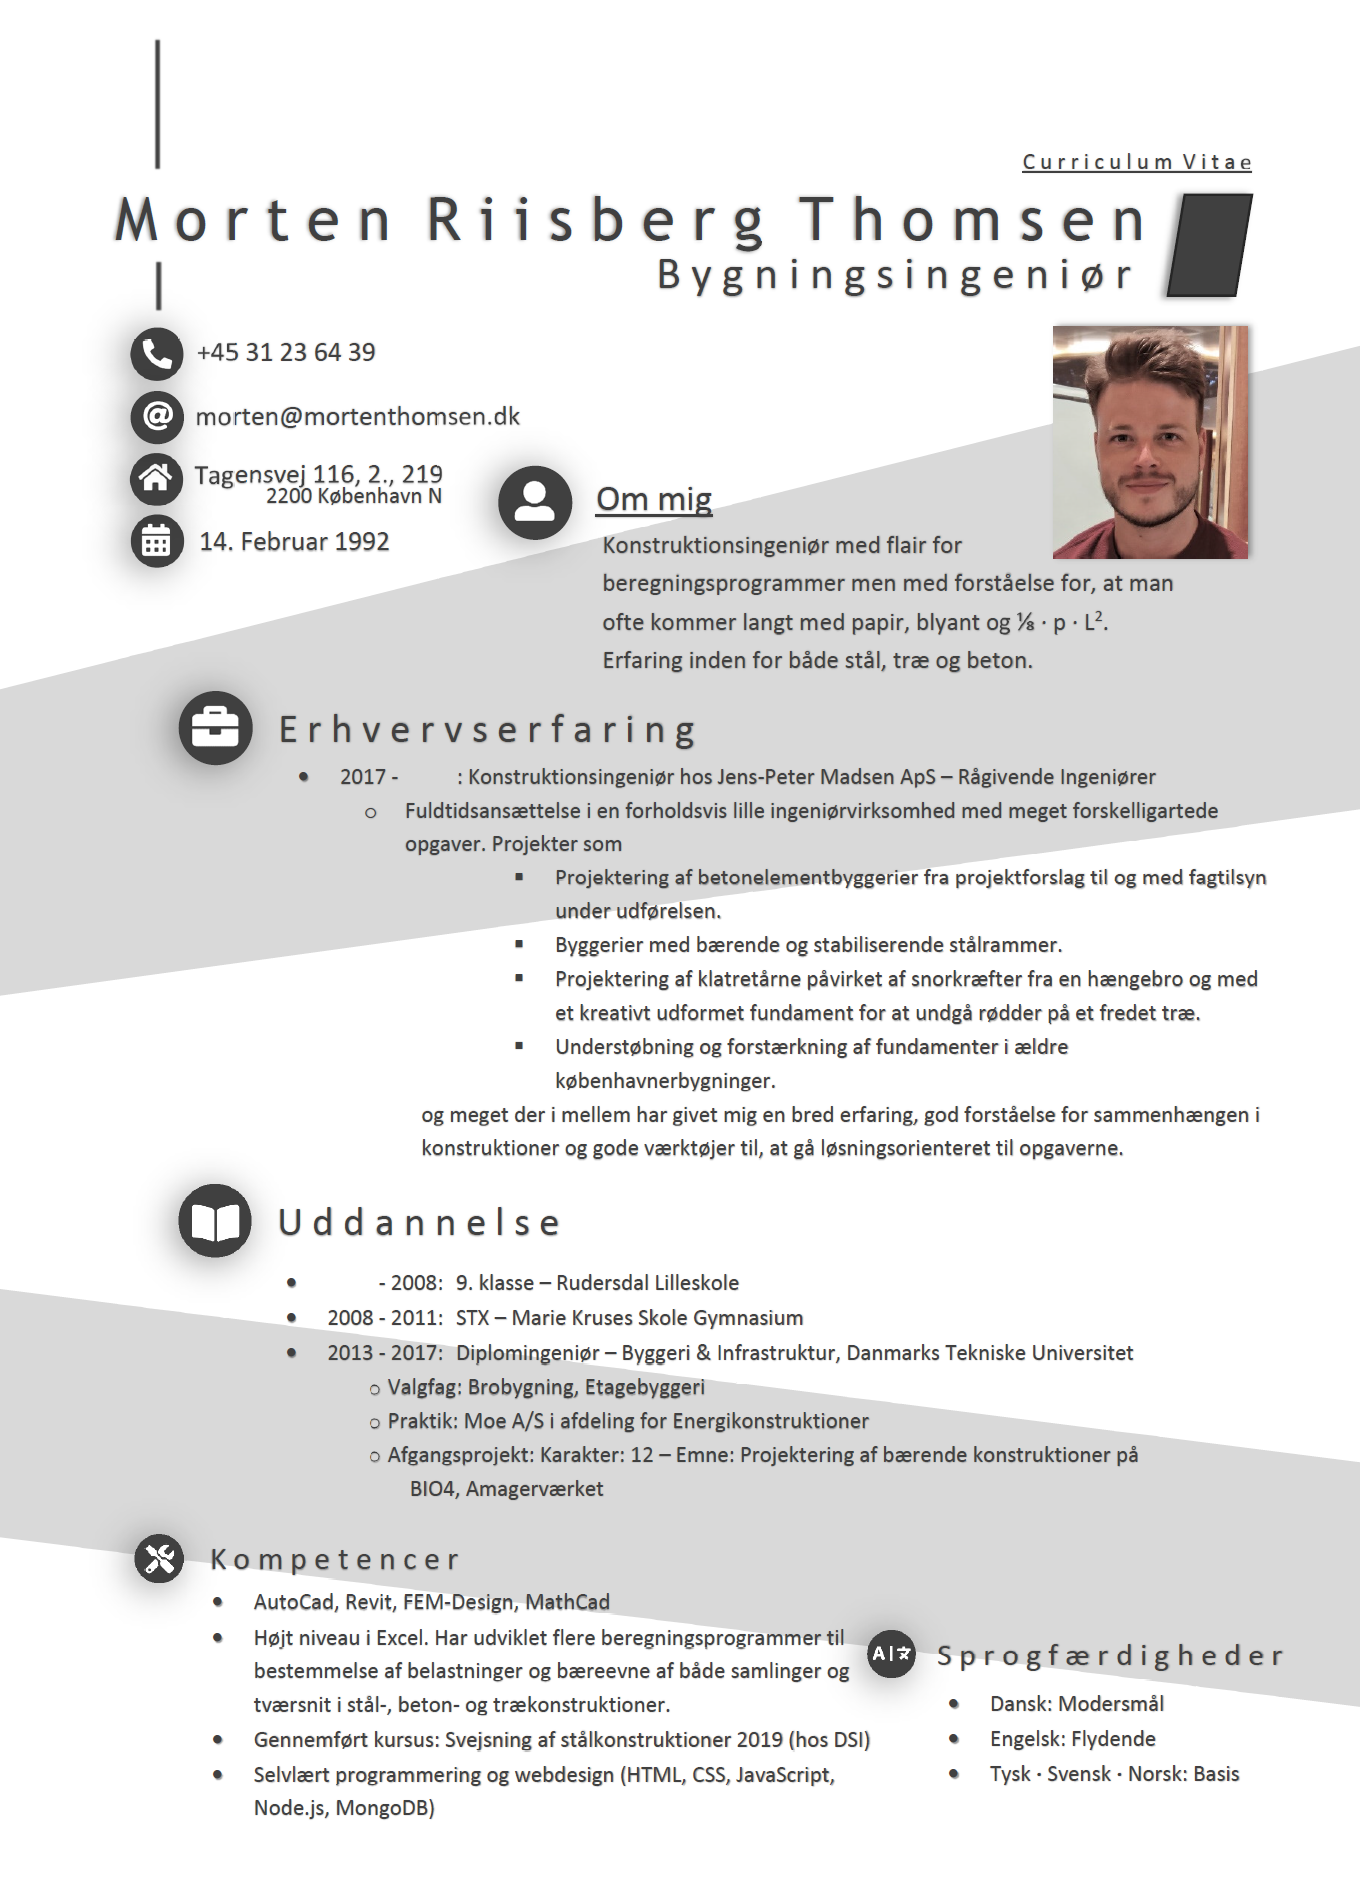 Curriculum Vitae
Morten Riisberg Thomsen
Bygningsingeniør
+45 31 23 64 39
morten@mortenthomsen.dk
Tagensvej 116, 2., 219
2200 København N
14. Februar 1992
Om mig
Konstruktionsingeniør med flair for
beregningsprogrammer men med forståelse for, at man
ofte kommer langt med papir, blyant og ⅛ · p · L².
Erfaring inden for både stål, træ og beton.
Erhvervserfaring
• 2017 - : Konstruktionsingeniør hos Jens-Peter Madsen ApS – Rågivende Ingeniører
o Fuldtidsansættelse i en forholdsvis lille ingeniørvirksomhed med meget forskelligartede
opgaver. Projekter som
▪ Projektering af betonelementbyggerier fra projektforslag til og med fagtilsyn
under udførelsen.
▪ Byggerier med bærende og stabiliserende stålrammer.
▪ Projektering af klatretårne påvirket af snorkræfter fra en hængebro og med
et kreativt udformet fundament for at undgå rødder på et fredet træ.
▪ Understøbning og forstærkning af fundamenter i ældre
københavnerbygninger.
og meget der i mellem har givet mig en bred erfaring, god forståelse for sammenhængen i
konstruktioner og gode værktøjer til, at gå løsningsorienteret til opgaverne.
Uddannelse
• - 2008: 9. klasse – Rudersdal Lilleskole
• 2008 - 2011: STX – Marie Kruses Skole Gymnasium
• 2013 - 2017: Diplomingeniør – Byggeri & Infrastruktur, Danmarks Tekniske Universitet
o Valgfag: Brobygning, Etagebyggeri
o Praktik: Moe A/S i afdeling for Energikonstruktioner
o Afgangsprojekt: Karakter: 12 – Emne: Projektering af bærende konstruktioner på
BIO4, Amagerværket
Kompetencer
• AutoCad, Revit, FEM-Design, MathCad
• Højt niveau i Excel. Har udviklet flere beregningsprogrammer til
bestemmelse af belastninger og bæreevne af både samlinger og
tværsnit i stål-, beton- og trækonstruktioner.
• Gennemført kursus: Svejsning af stålkonstruktioner 2019 (hos DSI)
• Selvlært programmering og webdesign (HTML, CSS, JavaScript,
Node.js, MongoDB)
Sprogfærdigheder
• Dansk: Modersmål
• Engelsk: Flydende
• Tysk · Svensk · Norsk: Basis